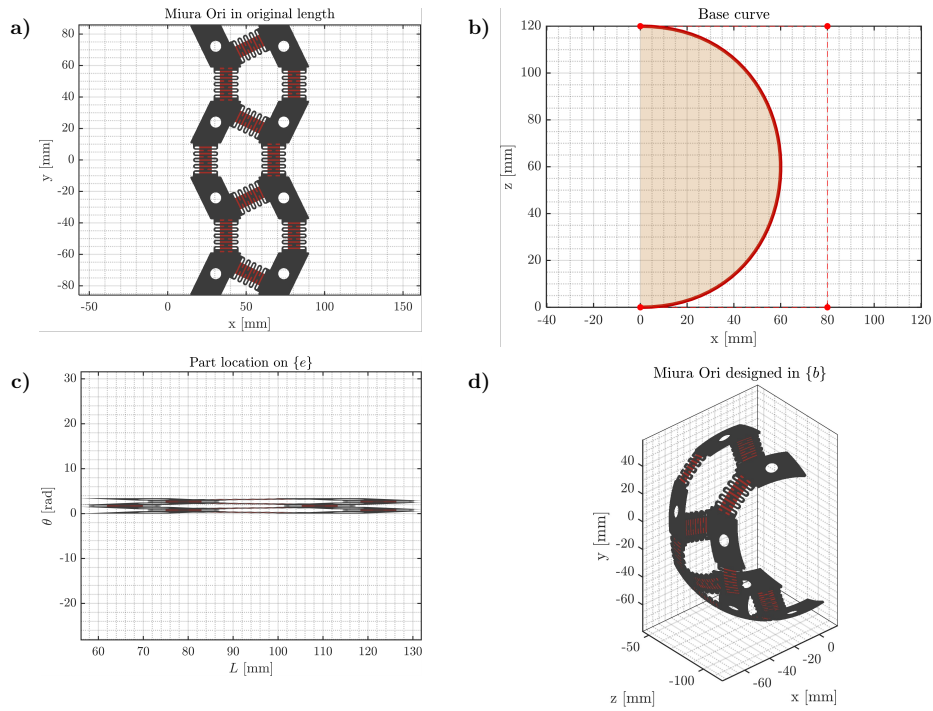 a)
Miura Ori in original length
80
60
40
20
0
-20
-40
-60
-80
y [mm]
-50 0 50 100 150
x [mm]
b)
Base curve
120
100
80
60
40
20
0
z [mm]
-40 -20 0 20 40 60 80 100 120
x [mm]
c)
Part location on {e}
30
20
10
0
-10
-20
θ [rad]
60 70 80 90 100 110 120 130
L [mm]
d)
Miura Ori designed in {b}
40
20
0
-20
-40
-60
y [mm]
-50
-100
z [mm]
0
-20
-40
-60
x [mm]